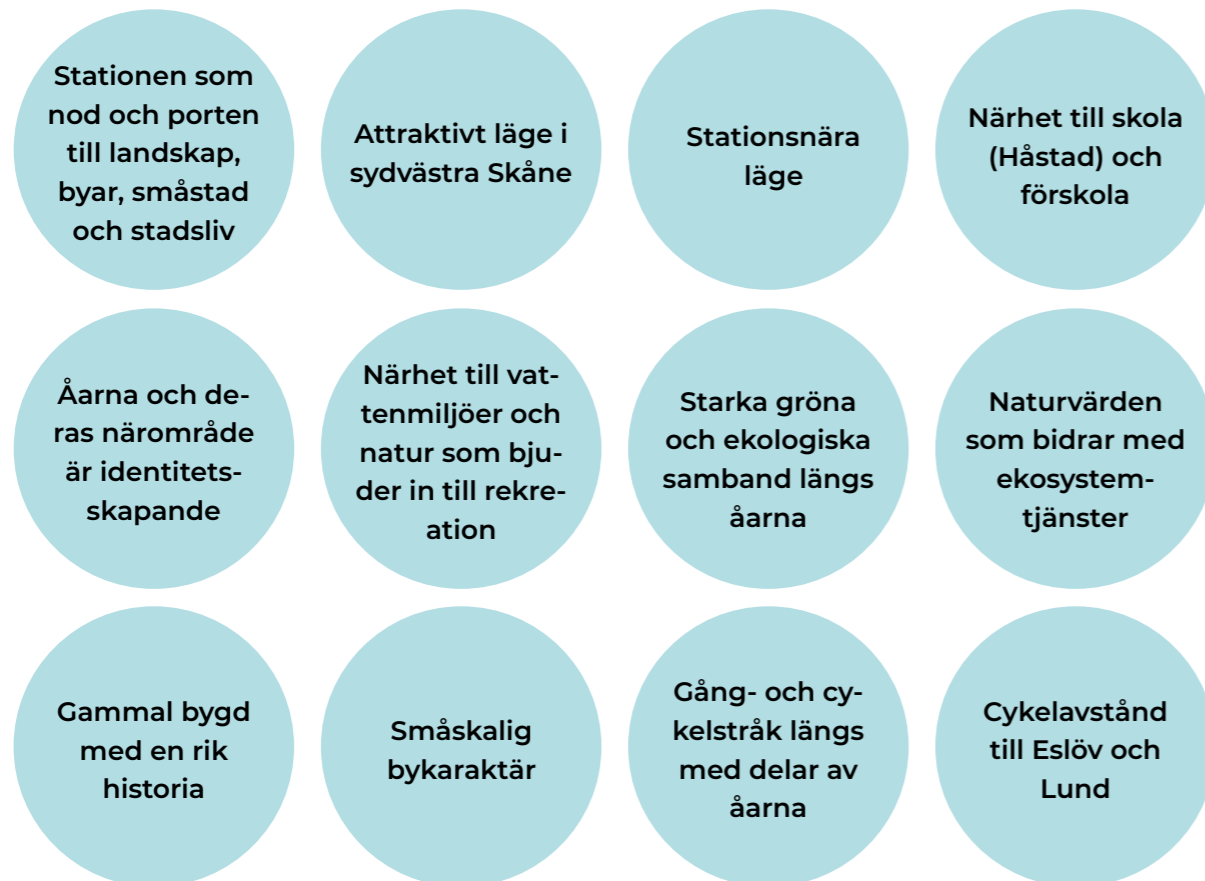 Stationen som
nod och porten
till landskap,
byar, småstad
och stadsliv
Attraktivt läge i
sydvästra Skåne
Stationsnära
läge
Närhet till skola
(Håstad) och
förskola
Åarna och de-
ras närområde
är identitets-
skapande
Närhet till vat-
tenmiljöer och
natur som bju-
der in till rekre-
ation
Starka gröna
och ekologiska
samband längs
åarna
Naturvärden
som bidrar med
ekosystem-
tjänster
Gammal bygd
med en rik
historia
Småskalig
bykaraktär
Gång- och cy-
kelstråk längs
med delar av
åarna
Cykelavstånd
till Eslöv och
Lund